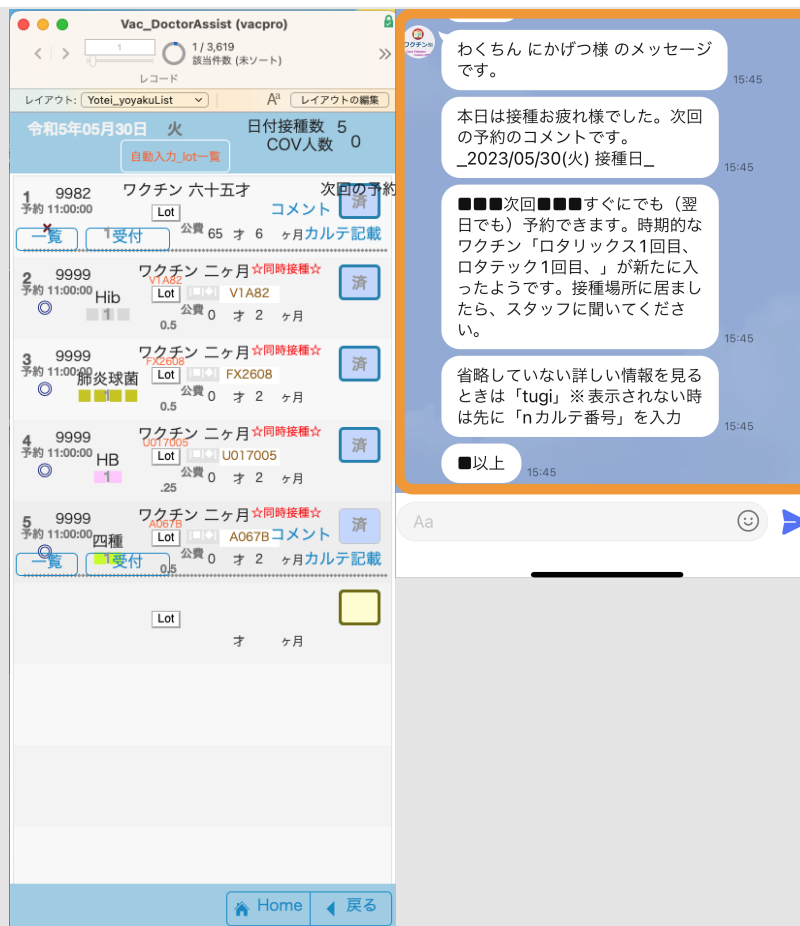 Vac_DoctorAssist (vacpro)
1
1 / 3,619
該当件数 (未ソート)
レコード
レイアウト: Yotei_yoyakuList
Aª
レイアウトの編集
令和5年05月30日 火
日付接種数 5
COV人数 0
自動入力_lot一覧
1 9982 ワクチン 六十五才 次回の予約
予約 11:00:00
Lot
コメント
済
一覧
1
受付
公費 65 才 6 ヶ月
カルテ記載
2 9999 ワクチン 二ヶ月 ☆同時接種☆
予約 11:00:00
V1A82
◎
Hib
1
Lot
V1A82
済
公費 0 才 2 ヶ月
0.5
3 9999 ワクチン 二ヶ月 ☆同時接種☆
予約 11:00:00
FX2608
◎
肺炎球菌
1
Lot
FX2608
済
公費 0 才 2 ヶ月
0.5
4 9999 ワクチン 二ヶ月 ☆同時接種☆
予約 11:00:00
U017005
◎
HB
1
Lot
U017005
済
公費 0 才 2 ヶ月
.25
5 9999 ワクチン 二ヶ月 ☆同時接種☆
予約 11:00:00
A067B
◎
四種
1
Lot
A067B
コメント
済
一覧
受付
公費 0 才 2 ヶ月
カルテ記載
0.5
Lot
才 ヶ月
Home
戻る
ワクチン
わくちん にかげつ様 のメッセージ
です。
15:45
本日は接種お疲れ様でした。次回
の予約のコメントです。
_2023/05/30(火) 接種日_
15:45
■■■次回■■■すぐにでも（翌
日でも）予約できます。時期的な
ワクチン「ロタリックス1回目、
ロタテック1回目、」が新たに入
ったようです。接種場所に居まし
たら、スタッフに聞いてくださ
い。
15:45
省略していない詳しい情報を見る
ときは「tugi」※表示されない時
は先に「nカルテ番号」を入力
15:45
■以上
15:45
Aa